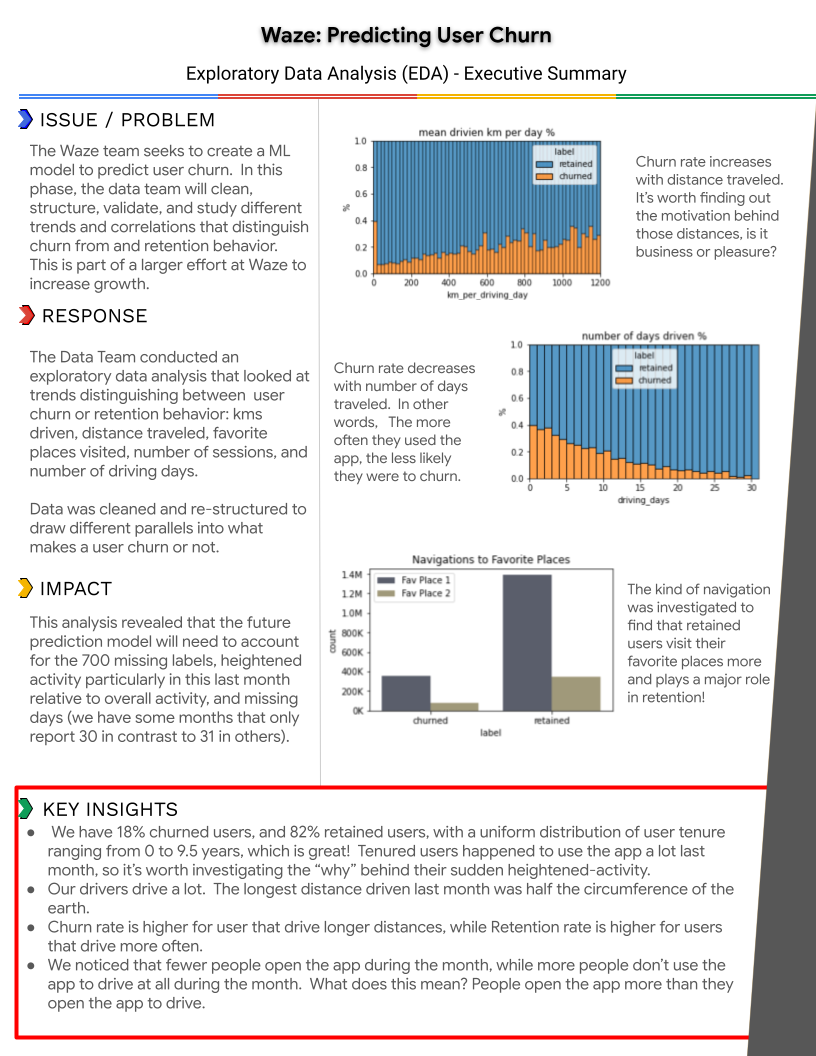 Waze: Predicting User Churn
Exploratory Data Analysis (EDA) - Executive Summary
ISSUE / PROBLEM
The Waze team seeks to create a ML
model to predict user churn. In this
phase, the data team will clean,
structure, validate, and study different
trends and correlations that distinguish
churn from and retention behavior.
This is part of a larger effort at Waze to
increase growth.
RESPONSE
The Data Team conducted an
exploratory data analysis that looked at
trends distinguishing between user
churn or retention behavior: kms
driven, distance traveled, favorite
places visited, number of sessions, and
number of driving days.
Data was cleaned and re-structured to
draw different parallels into what
makes a user churn or not.
IMPACT
This analysis revealed that the future
prediction model will need to account
for the 700 missing labels, heightened
activity particularly in this last month
relative to overall activity, and missing
days (we have some months that only
report 30 in contrast to 31 in others).
mean drivien km per day %
label
retained
churned
1.0
0.8
0.6
0.4
0.2
0.0
%
0 200 400 600 800 1000 1200
km_per_driving_day
Churn rate increases
with distance traveled.
It's worth finding out
the motivation behind
those distances, is it
business or pleasure?
Churn rate decreases
with number of days
traveled. In other
words, The more
often they used the
app, the less likely
they were to churn.
number of days driven %
label
retained
churned
1.0
0.8
0.6
0.4
0.2
0.0
%
0 5 10 15 20 25 30
driving_days
Navigations to Favorite Places
Fav Place 1
Fav Place 2
1.4M
1.2M
1.0M
800K
600K
400K
200K
0K
count
churned retained
label
The kind of navigation
was investigated to
find that retained
users visit their
favorite places more
and plays a major role
in retention!
KEY INSIGHTS
● We have 18% churned users, and 82% retained users, with a uniform distribution of user tenure
ranging from 0 to 9.5 years, which is great! Tenured users happened to use the app a lot last
month, so it's worth investigating the “why” behind their sudden heightened-activity.
● Our drivers drive a lot. The longest distance driven last month was half the circumference of the
earth.
● Churn rate is higher for user that drive longer distances, while Retention rate is higher for users
that drive more often.
● We noticed that fewer people open the app during the month, while more people don't use the
app to drive at all during the month. What does this mean? People open the app more than they
open the app to drive.